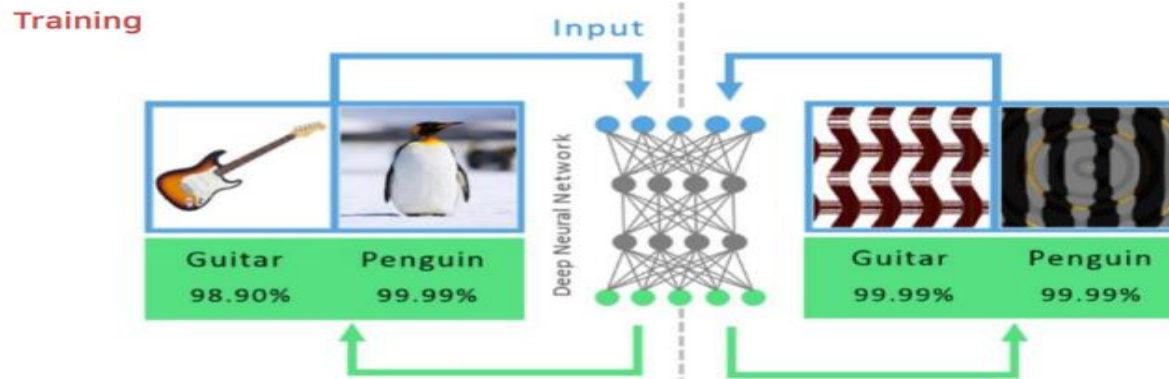 Training
Input
Deep Neural Network
Guitar Penguin
98.90% 99.99%
Guitar Penguin
99.99% 99.99%